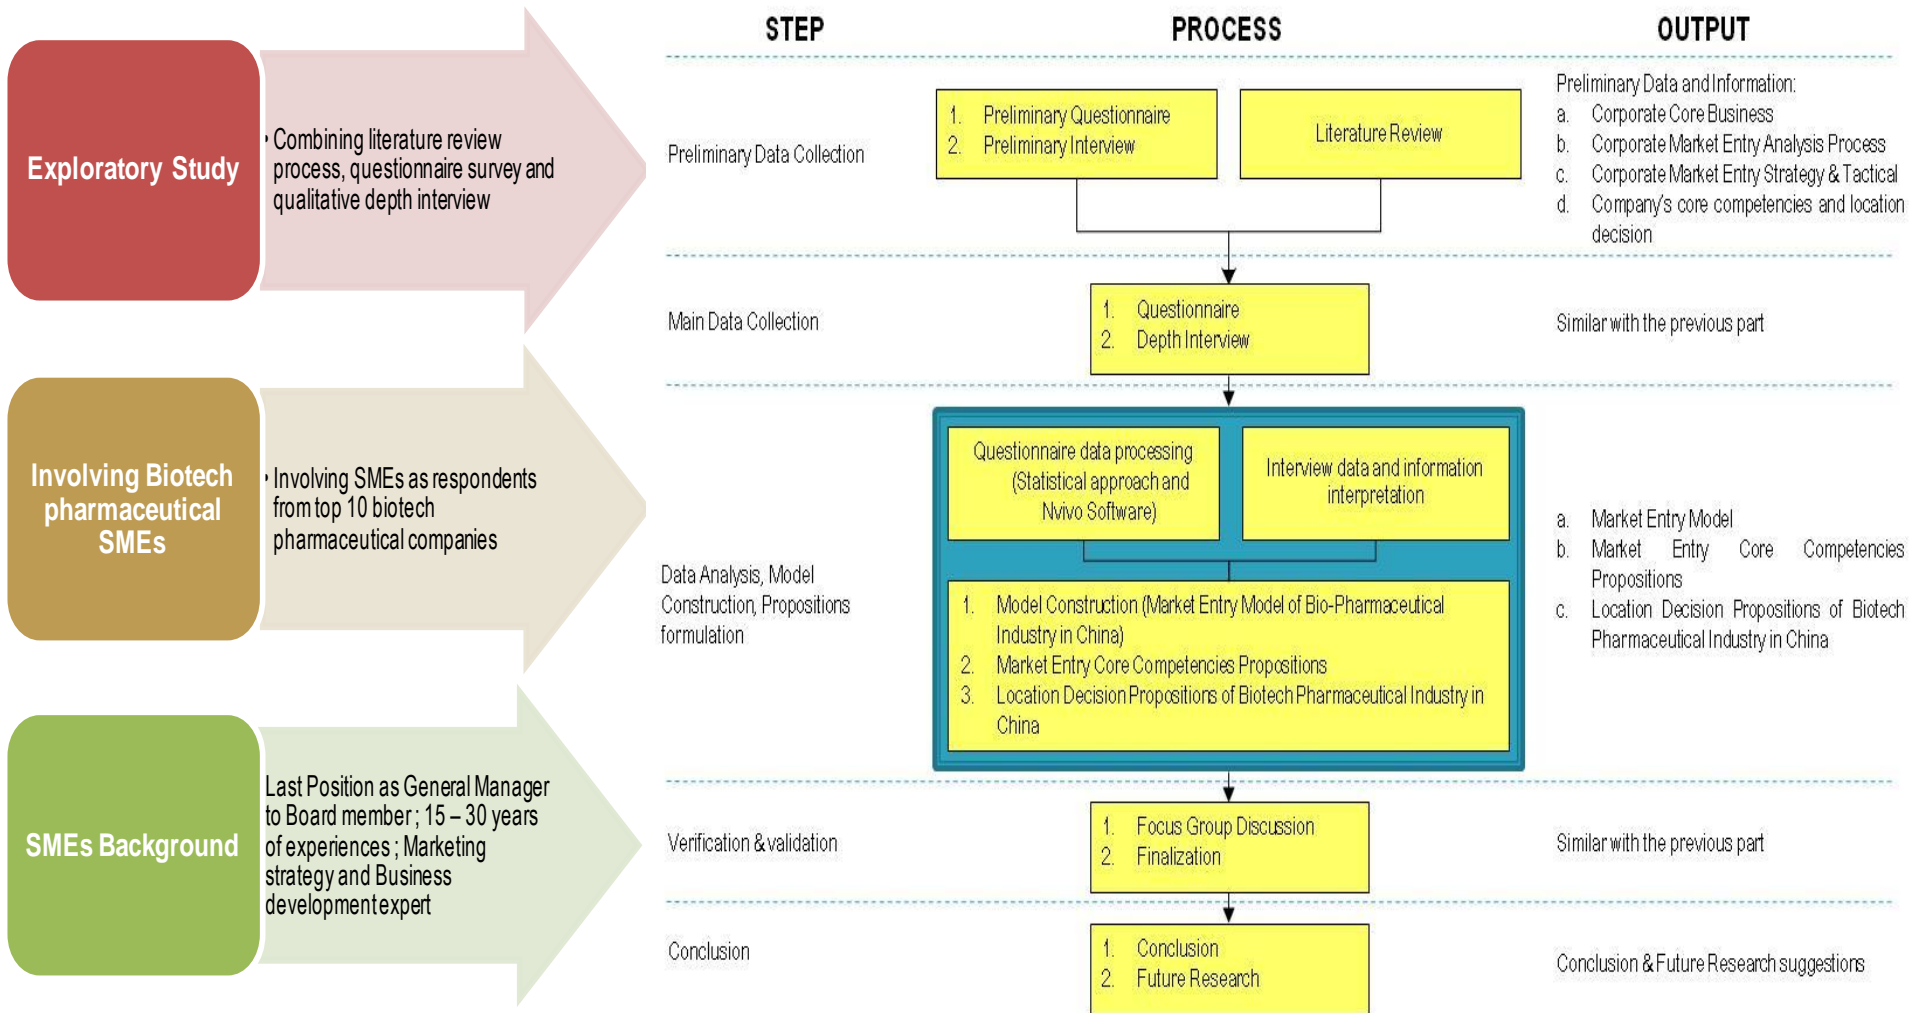 Exploratory Study
• Combining literature review
process, questionnaire survey and
qualitative depth interview
Involving Biotech
pharmaceutical
SMEs
• Involving SMEs as respondents
from top 10 biotech
pharmaceutical companies
SMEs Background
Last Position as General Manager
to Board member ; 15 – 30 years
of experiences ; Marketing
strategy and Business
development expert
STEP
PROCESS
OUTPUT
Preliminary Data Collection
1. Preliminary Questionnaire
2. Preliminary Interview
Literature Review
Preliminary Data and Information:
a. Corporate Core Business
b. Corporate Market Entry Analysis Process
c. Corporate Market Entry Strategy & Tactical
d. Company's core competencies and location
decision
Main Data Collection
1. Questionnaire
2. Depth Interview
Similar with the previous part
Data Analysis, Model
Construction, Propositions
formulation
Questionnaire data processing
(Statistical approach and
Nvivo Software)
Interview data and information
interpretation
1. Model Construction (Market Entry Model of Bio-Pharmaceutical
Industry in China)
2. Market Entry Core Competencies Propositions
3. Location Decision Propositions of Biotech Pharmaceutical Industry in
China
a. Market Entry Model
b. Market Entry Core Competencies
Propositions
c. Location Decision Propositions of Biotech
Pharmaceutical Industry in China
Verification & validation
1. Focus Group Discussion
2. Finalization
Similar with the previous part
Conclusion
1. Conclusion
2. Future Research
Conclusion & Future Research suggestions